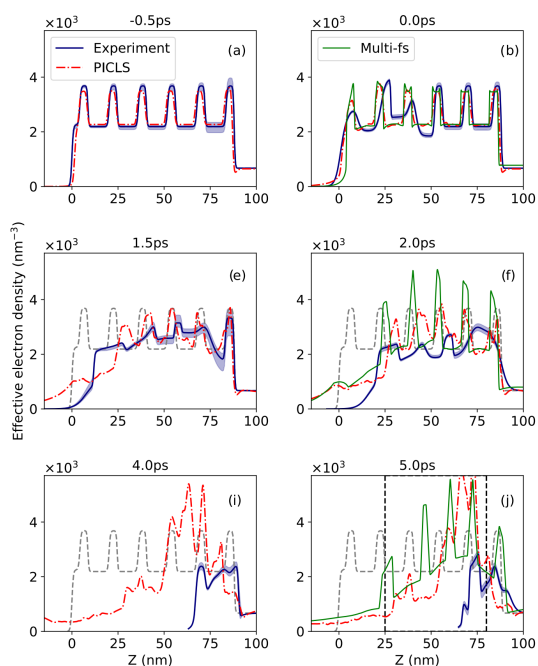 -0.5ps
0.0ps
×10³
×10³
Experiment
PICLS
(a)
Multi-fs
(b)
4
2
0
4
2
0
0 25 50 75 100
0 25 50 75 100
1.5ps
2.0ps
×10³
×10³
(e)
(f)
4
2
0
4
2
0
0 25 50 75 100
0 25 50 75 100
Effective electron density (nm⁻³)
4.0ps
5.0ps
×10³
×10³
(i)
(j)
4
2
0
4
2
0
0 25 50 75 100
0 25 50 75 100
Z (nm)
Z (nm)